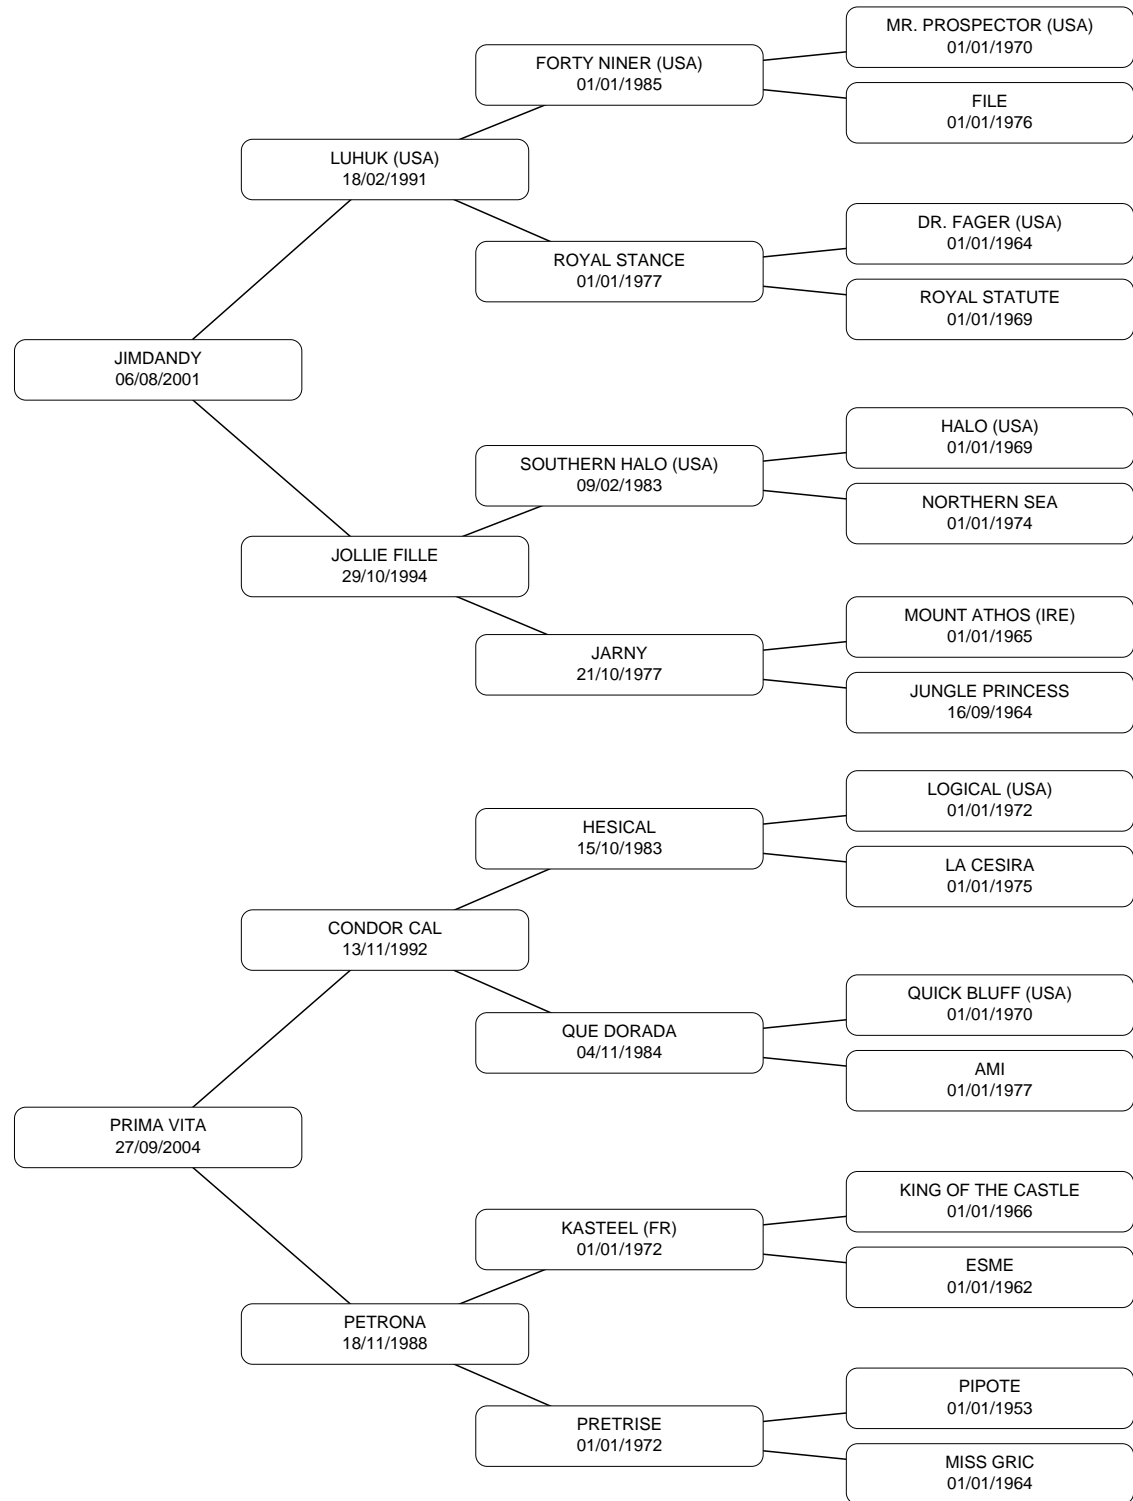 MR. PROSPECTOR (USA)
01/01/1970
FORTY NINER (USA)
01/01/1985
FILE
01/01/1976
LUHUK (USA)
18/02/1991
DR. FAGER (USA)
01/01/1964
ROYAL STANCE
01/01/1977
ROYAL STATUTE
01/01/1969
JIMDANDY
06/08/2001
HALO (USA)
01/01/1969
SOUTHERN HALO (USA)
09/02/1983
NORTHERN SEA
01/01/1974
JOLLIE FILLE
29/10/1994
MOUNT ATHOS (IRE)
01/01/1965
JARNY
21/10/1977
JUNGLE PRINCESS
16/09/1964
LOGICAL (USA)
01/01/1972
HESICAL
15/10/1983
LA CESIRA
01/01/1975
CONDOR CAL
13/11/1992
QUICK BLUFF (USA)
01/01/1970
QUE DORADA
04/11/1984
AMI
01/01/1977
PRIMA VITA
27/09/2004
KING OF THE CASTLE
01/01/1966
KASTEEL (FR)
01/01/1972
ESME
01/01/1962
PETRONA
18/11/1988
PIPOTE
01/01/1953
PRETRISE
01/01/1972
MISS GRIC
01/01/1964